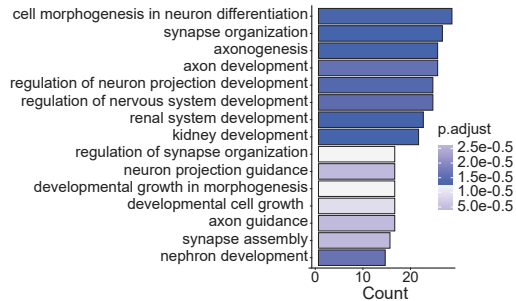 cell morphogenesis in neuron differentiation
synapse organization
axonogenesis
axon development
regulation of neuron projection development
regulation of nervous system development
renal system development
kidney development
regulation of synapse organization
neuron projection guidance
developmental growth in morphogenesis
developmental cell growth
axon guidance
synapse assembly
nephron development
p.adjust
2.5e-0.5
2.0e-0.5
1.5e-0.5
1.0e-0.5
5.0e-0.5
0 10 20
Count